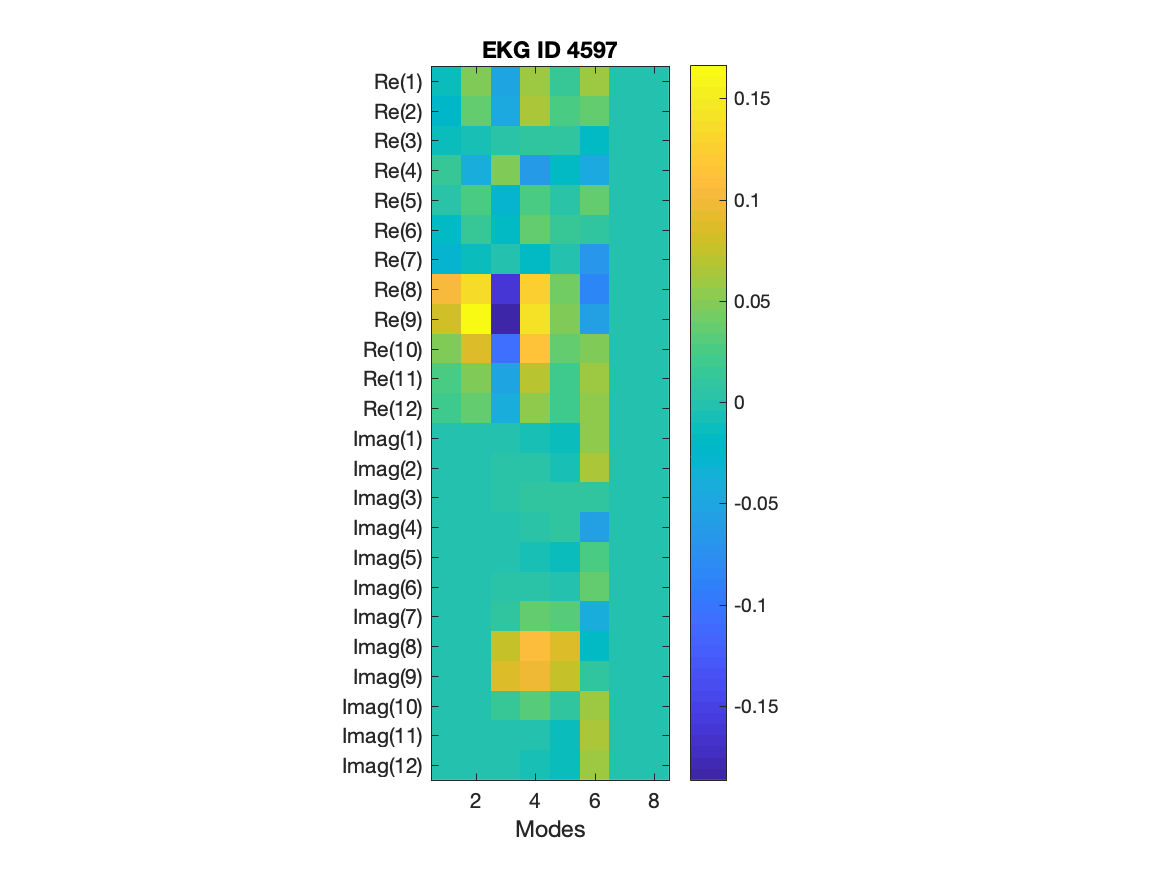 EKG ID 4597
Re(1)
Re(2)
Re(3)
Re(4)
Re(5)
Re(6)
Re(7)
Re(8)
Re(9)
Re(10)
Re(11)
Re(12)
Imag(1)
Imag(2)
Imag(3)
Imag(4)
Imag(5)
Imag(6)
Imag(7)
Imag(8)
Imag(9)
Imag(10)
Imag(11)
Imag(12)
2 4 6 8
Modes
0.15
0.1
0.05
0
-0.05
-0.1
-0.15